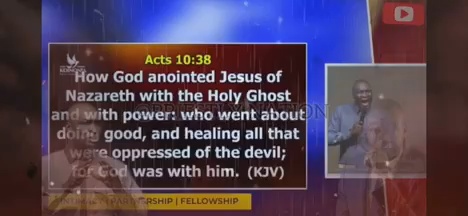 Acts 10:38
How God anointed Jesus of
Nazareth with the Holy Ghost
and with power: who went about
doing good, and healing all that
were oppressed of the devil;
for God was with him. (KJV)
WORSHIP | FELLOWSHIP